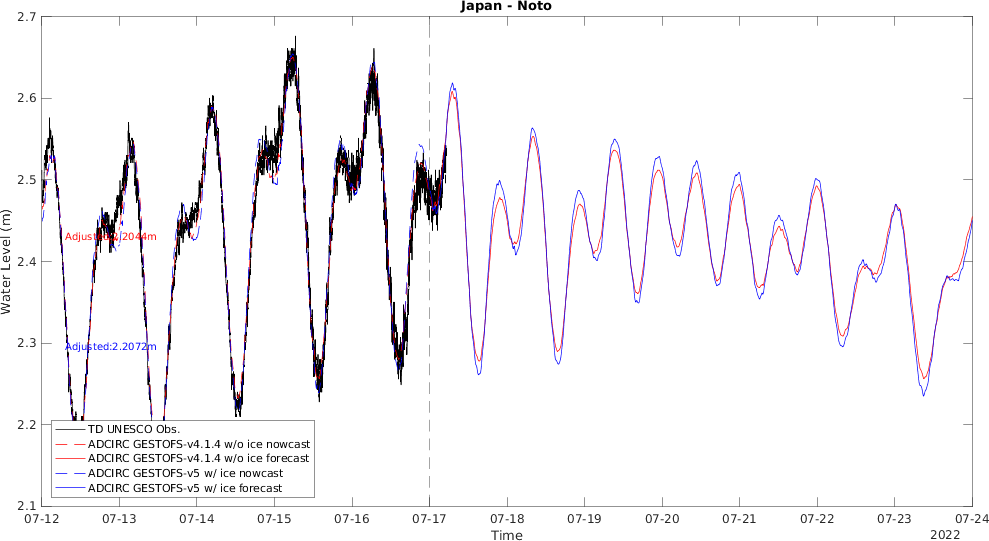 Japan - Noto
Water Level (m)
2.7
2.6
2.5
2.4
2.3
2.2
2.1
Adjusted:2.2044m
Adjusted:2.2072m
TD UNESCO Obs.
ADCIRC GESTOFS-v4.1.4 w/o ice nowcast
ADCIRC GESTOFS-v4.1.4 w/o ice forecast
ADCIRC GESTOFS-v5 w/ ice nowcast
ADCIRC GESTOFS-v5 w/ ice forecast
07-12 07-13 07-14 07-15 07-16 07-17 07-18 07-19 07-20 07-21 07-22 07-23 07-24
Time
2022